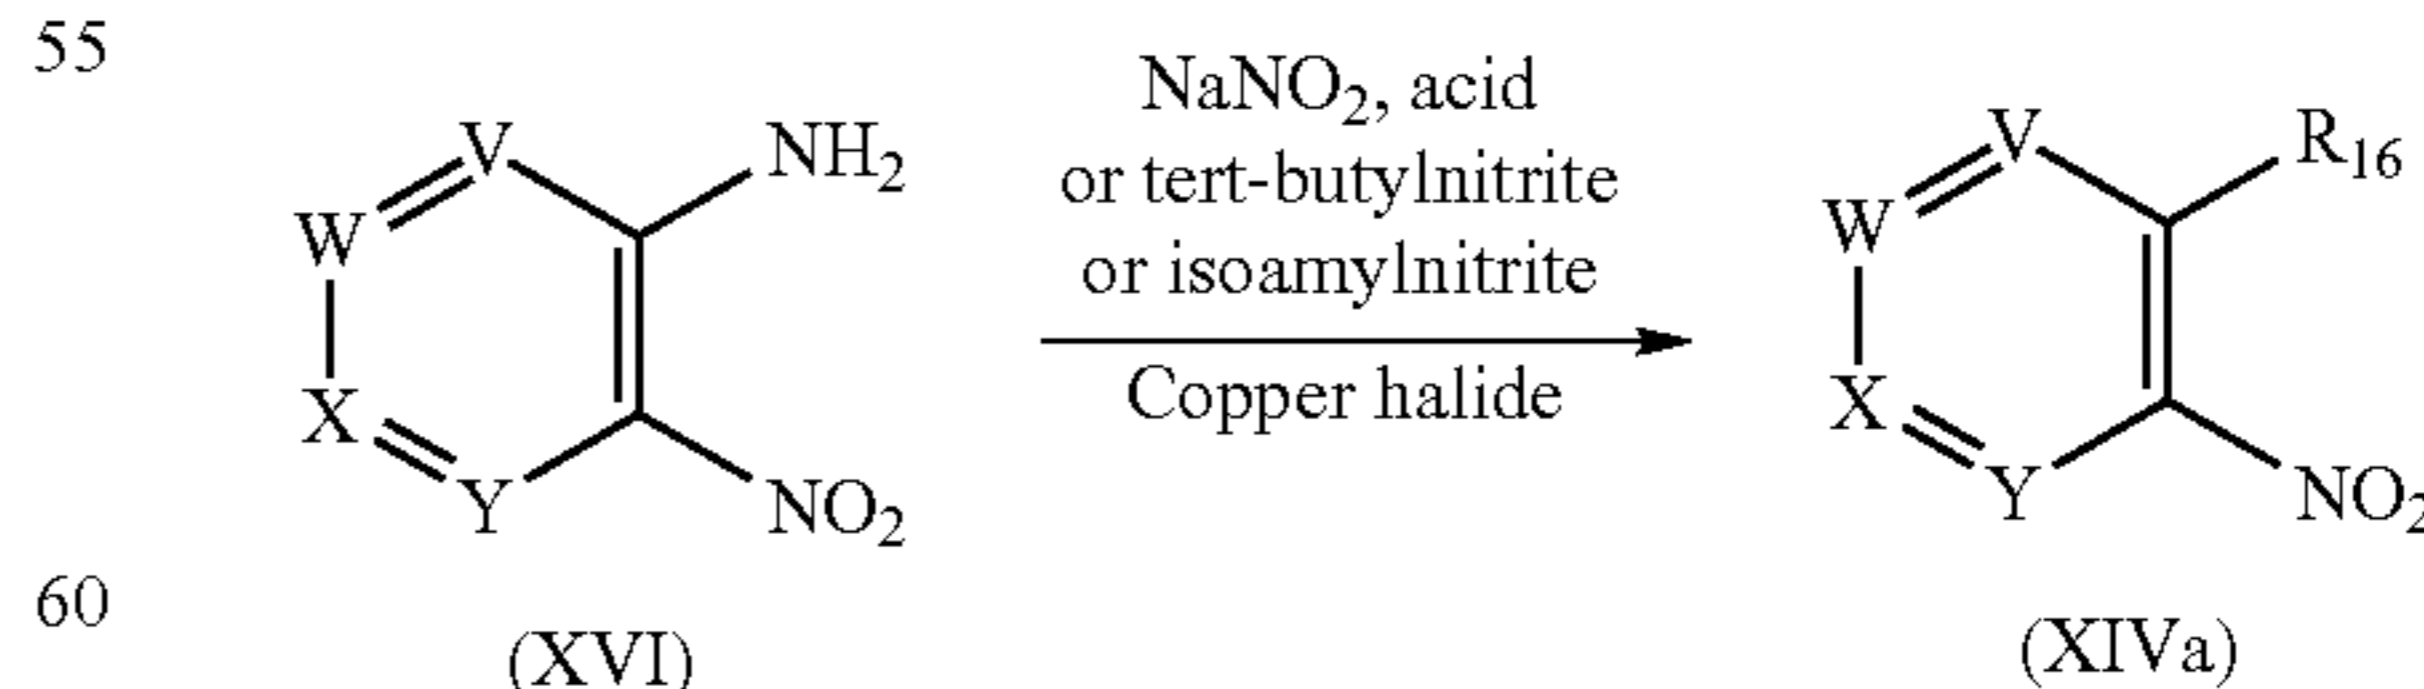 55
NaNO₂, acid
or tert-butylnitrite
or isoamylnitrite
Copper halide
V
NH₂
W
X
Y
NO₂
V
R₁₆
W
X
Y
NO₂
60
(XVI)
(XIVa)